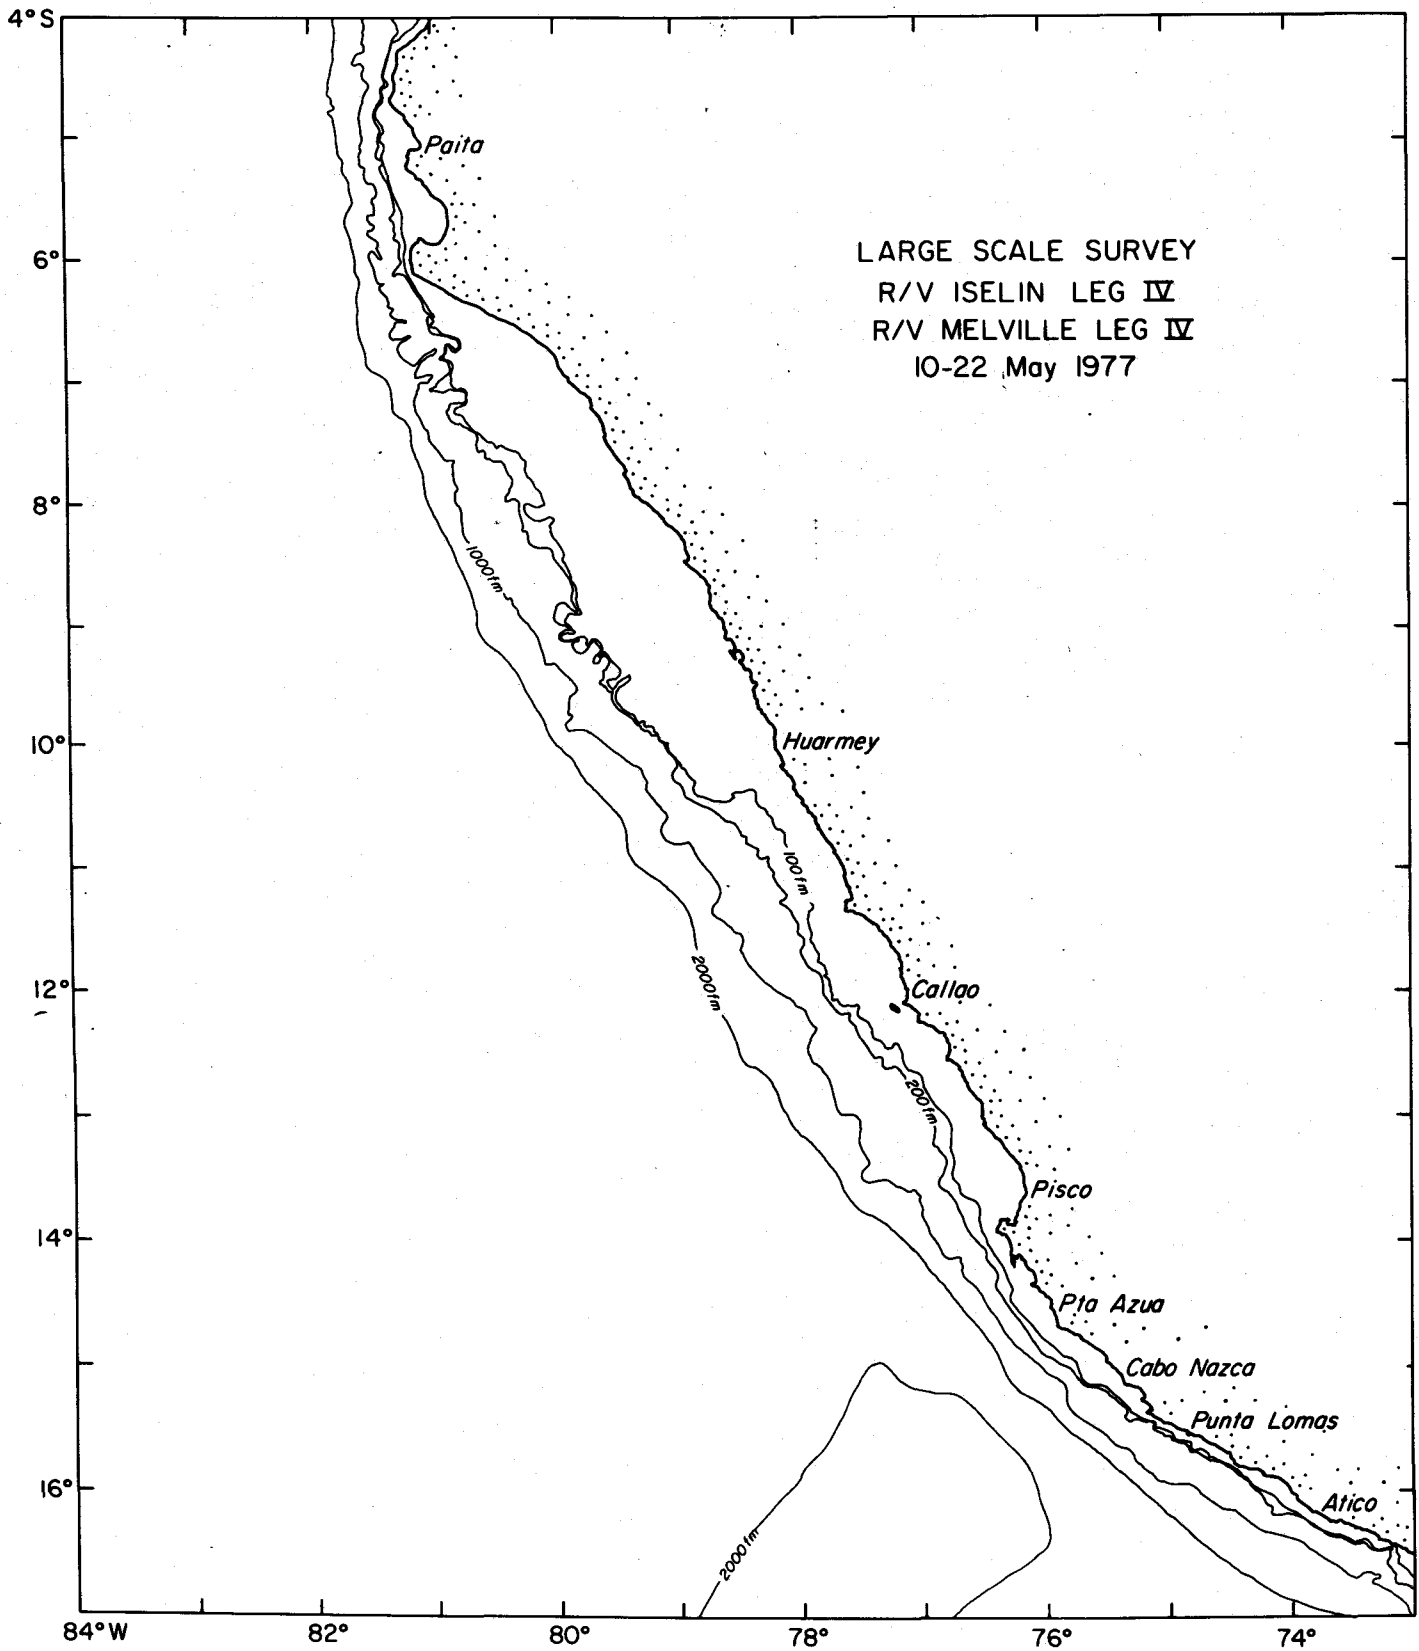 4°S
Paita
LARGE SCALE SURVEY
R/V ISELIN LEG IV
R/V MELVILLE LEG IV
10-22 May 1977
6°
8°
1000fm
Huarmey
10°
100fm
2000fm
12°
Callao
200fm
Pisco
14°
Pta Azua
Cabo Nazca
Punta Lomas
16°
Atico
2000fm
84°W
82°
80°
78°
76°
74°